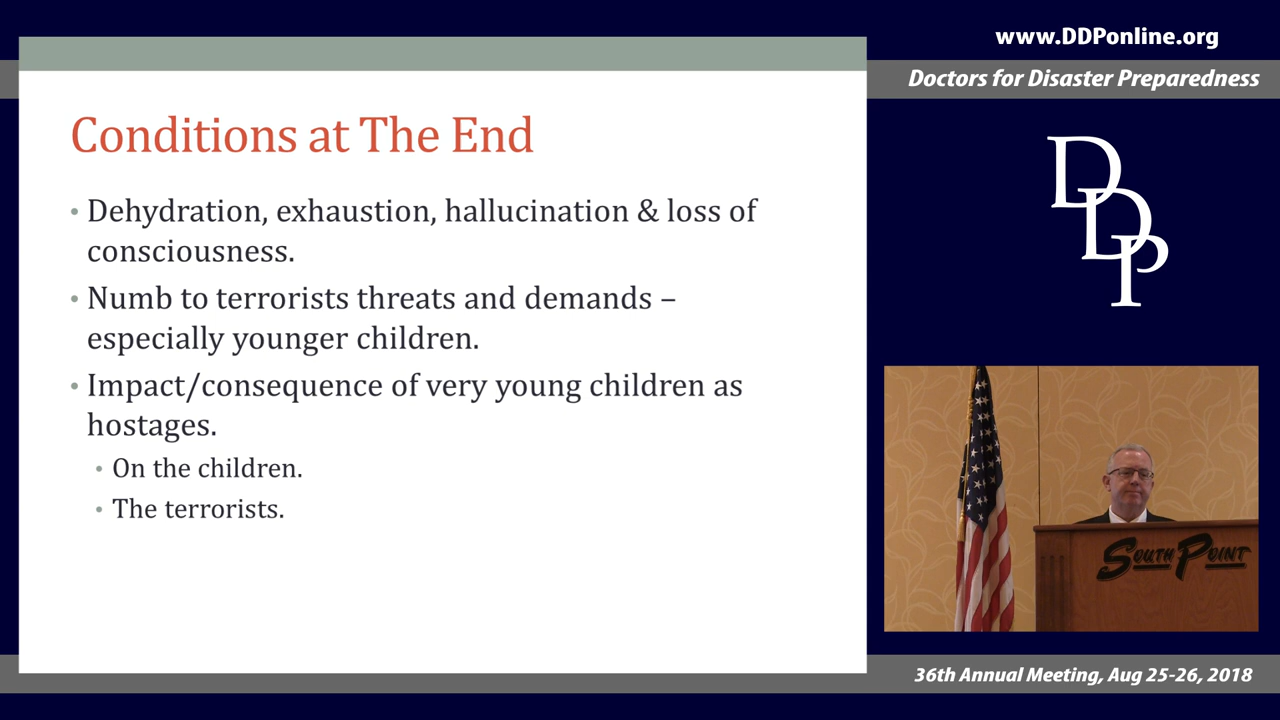 www.DDPonline.org
Doctors for Disaster Preparedness
Conditions at The End
• Dehydration, exhaustion, hallucination & loss of
consciousness.
• Numb to terrorists threats and demands –
especially younger children.
• Impact/consequence of very young children as
hostages.
• On the children.
• The terrorists.
DDP
SOUTH POINT
36th Annual Meeting, Aug 25-26, 2018